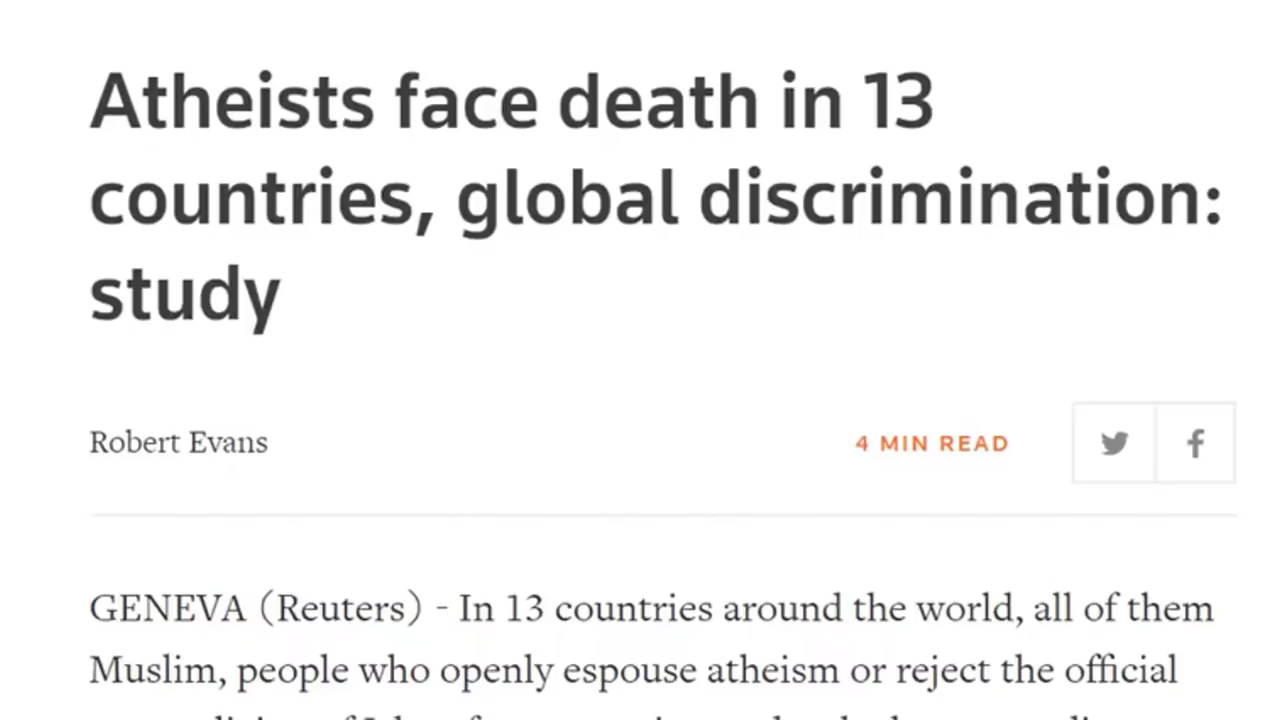 Atheists face death in 13
countries, global discrimination:
study
Robert Evans
4 MIN READ
GENEVA (Reuters) - In 13 countries around the world, all of them
Muslim, people who openly espouse atheism or reject the official